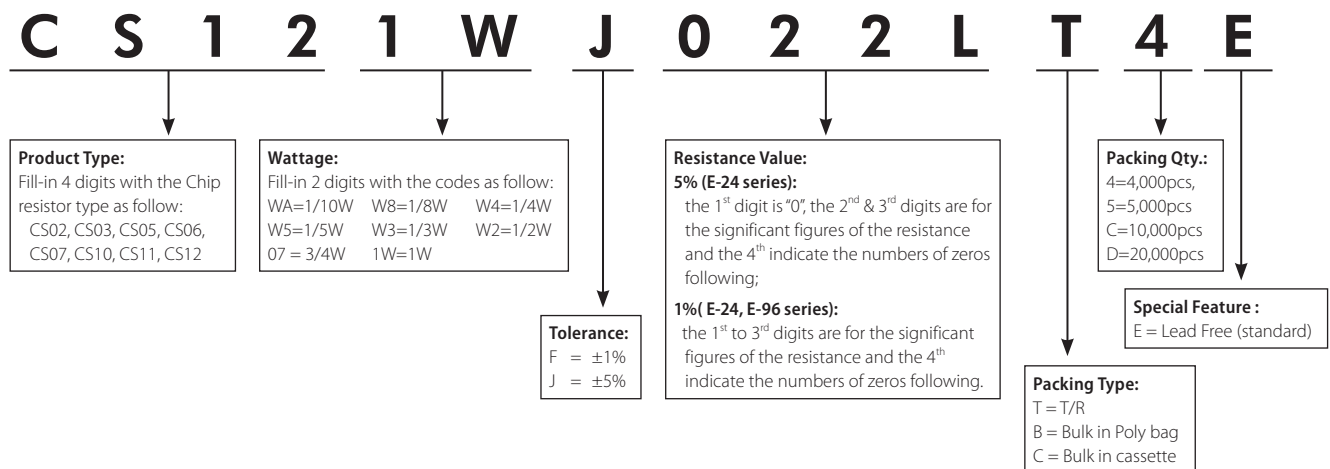 C S 1 2 1 W J 0 2 2 L T 4 E
Product Type:
Fill-in 4 digits with the Chip
resistor type as follow:
CS02, CS03, CS05, CS06,
CS07, CS10, CS11, CS12
Wattage:
Fill-in 2 digits with the codes as follow:
WA=1/10W W8=1/8W W4=1/4W
W5=1/5W W3=1/3W W2=1/2W
07 = 3/4W 1W=1W
Tolerance:
F = ±1%
J = ±5%
Resistance Value:
5% (E-24 series):
the 1st digit is “0”, the 2nd & 3rd digits are for
the significant figures of the resistance
and the 4th indicate the numbers of zeros
following;
1%( E-24, E-96 series):
the 1st to 3rd digits are for the significant
figures of the resistance and the 4th
indicate the numbers of zeros following.
Packing Qty.:
4=4,000pcs,
5=5,000pcs
C=10,000pcs
D=20,000pcs
Special Feature :
E = Lead Free (standard)
Packing Type:
T = T/R
B = Bulk in Poly bag
C = Bulk in cassette